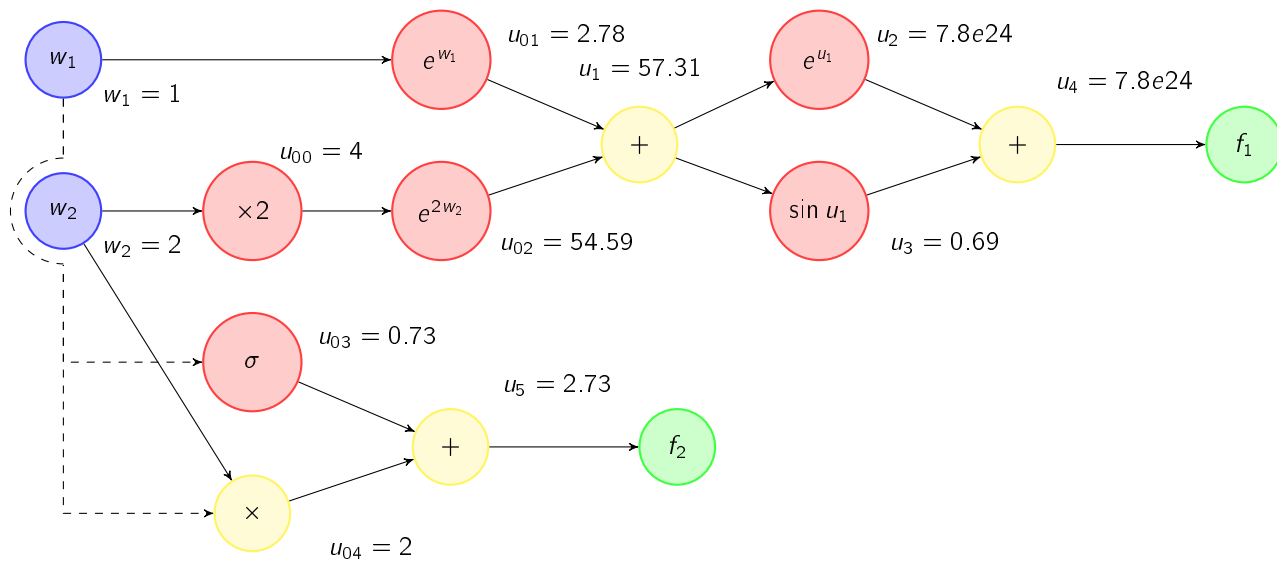 w₁
e^{w₁}
u₀₁ = 2.78
u₁ = 57.31
e^{u₁}
u₂ = 7.8e24
u₄ = 7.8e24
w₁ = 1
+
+
f₁
u₀₀ = 4
w₂
×2
e^{2w₂}
sin u₁
w₂ = 2
u₀₂ = 54.59
u₃ = 0.69
σ
u₀₃ = 0.73
u₅ = 2.73
+
f₂
×
u₀₄ = 2